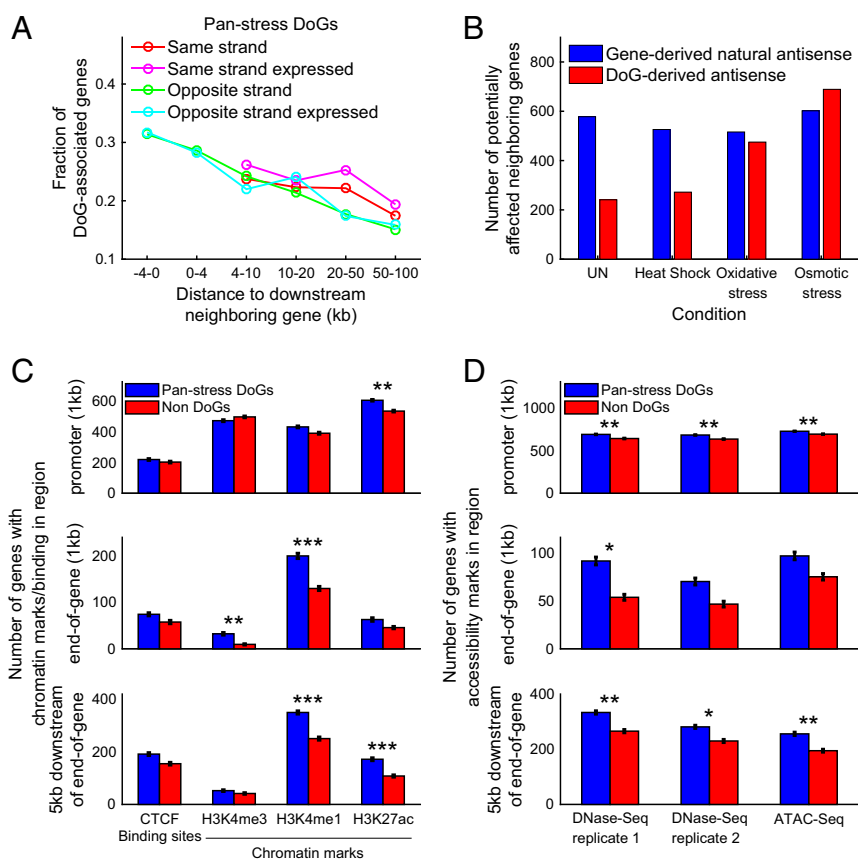 A
Pan-stress DoGs
Same strand
Same strand expressed
Opposite strand
Opposite strand expressed
Fraction of
DoG-associated genes
0.4
0.3
0.2
0.1
-4-0 0-4 4-10 10-20 20-50 50-100
Distance to downstream
neighboring gene (kb)
B
Gene-derived natural antisense
DoG-derived antisense
Number of potentially
affected neighboring genes
800
600
400
200
0
UN Heat Shock Oxidative stress Osmotic stress
Condition
C
Pan-stress DoGs
Non DoGs
Number of genes with
chromatin marks/binding in region
promoter (1kb)
600
400
200
0
**
end-of-gene (1kb)
200
100
0
** ***
5kb downstream
of end-of-gene
400
200
0
*** ***
CTCF H3K4me3 H3K4me1 H3K27ac
Binding sites Chromatin marks
D
Pan-stress DoGs
Non DoGs
Number of genes with
accessibility marks in region
promoter (1kb)
1000
500
0
** ** **
end-of-gene (1kb)
100
50
0
*
5kb downstream
of end-of-gene
400
200
0
** * **
DNase-Seq replicate 1 DNase-Seq replicate 2 ATAC-Seq